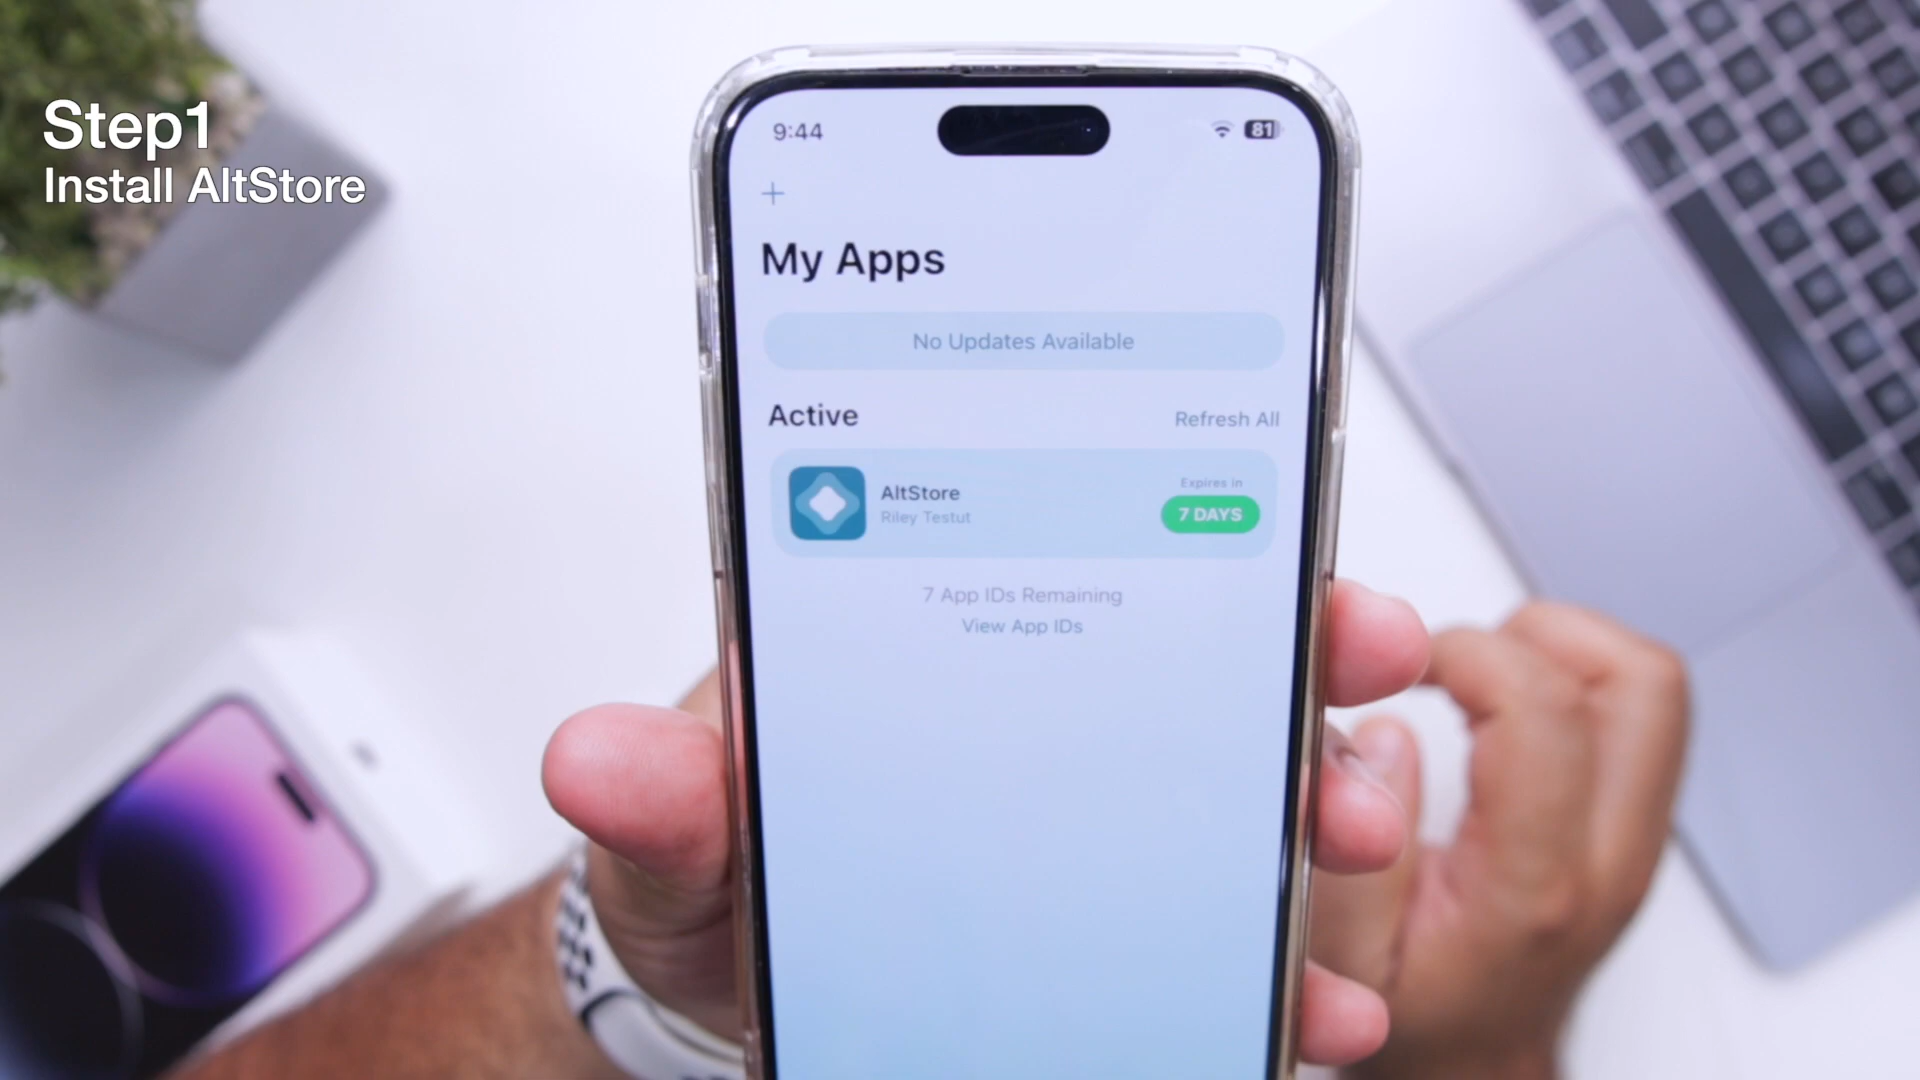 Step1
Install AltStore
9:44
81
My Apps
No Updates Available
Active
Refresh All
AltStore
Riley Testut
Expires in
7 DAYS
7 App IDs Remaining
View App IDs